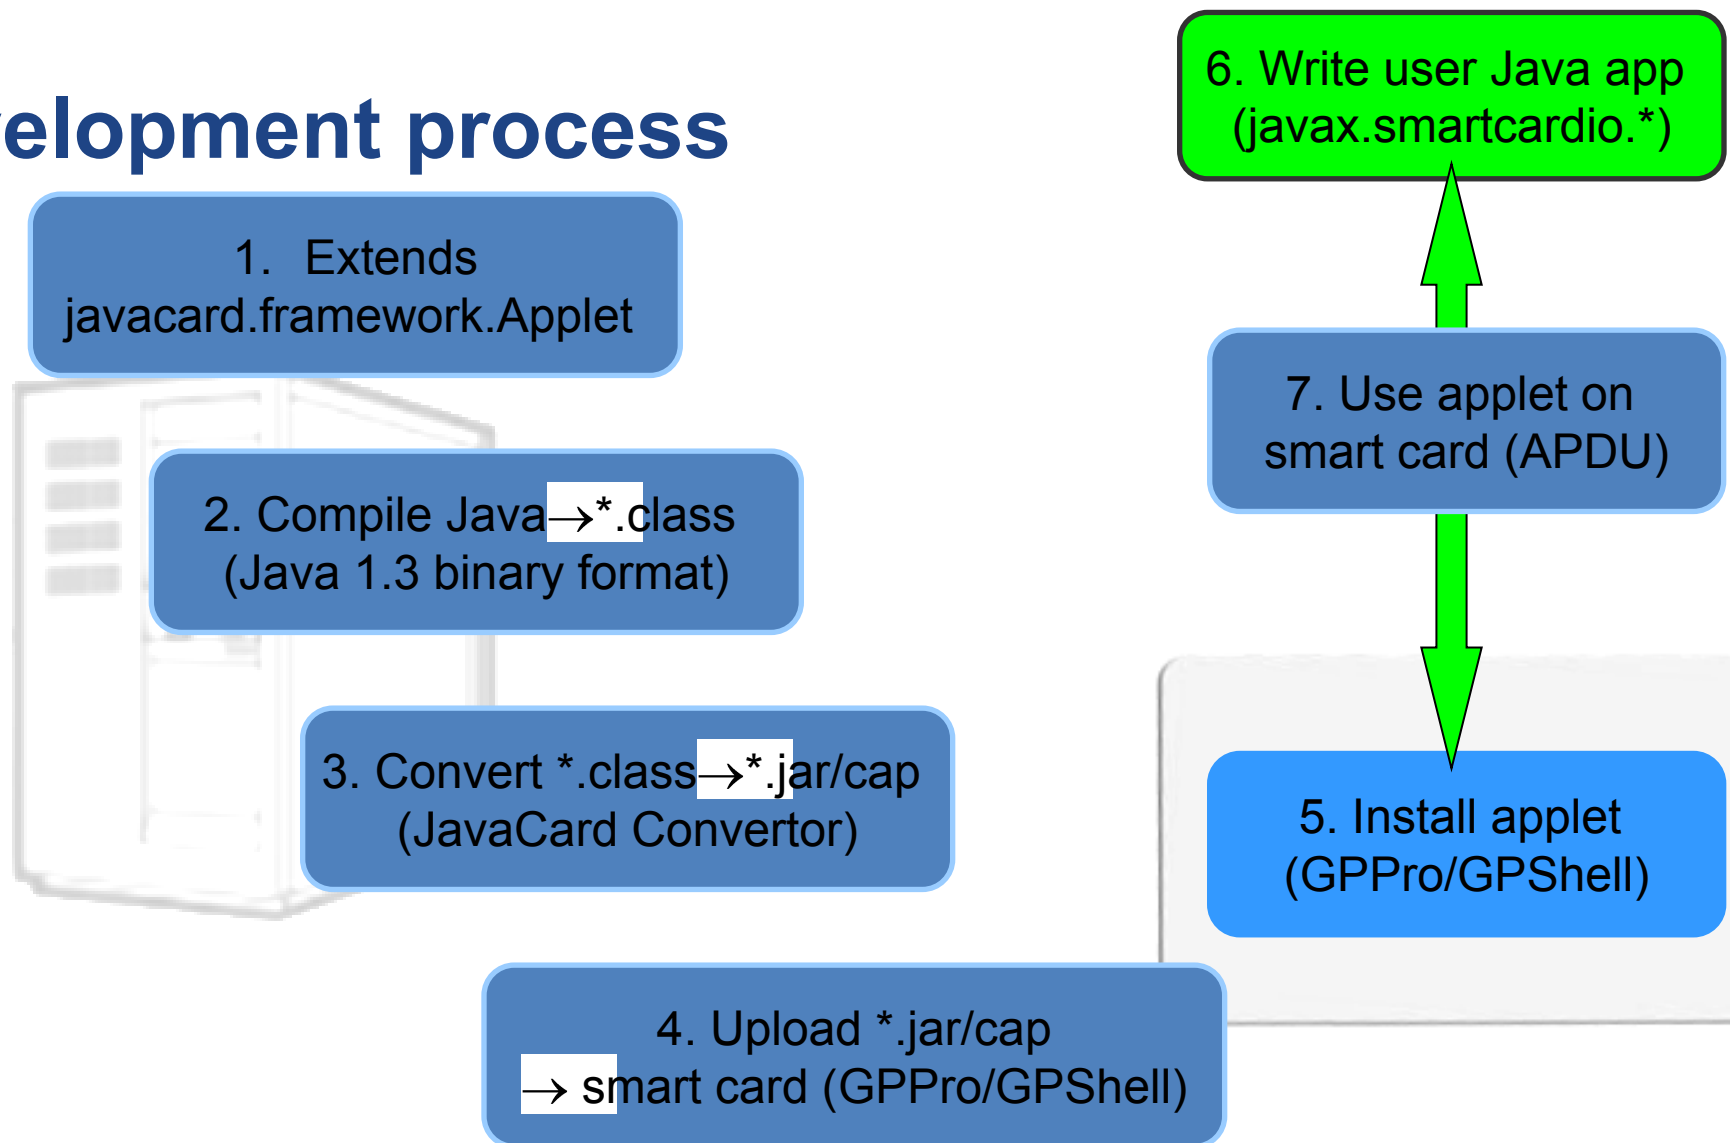 velopment process
1. Extends
javacard.framework.Applet
2. Compile Java→*.class
(Java 1.3 binary format)
3. Convert *.class→*.jar/cap
(JavaCard Convertor)
4. Upload *.jar/cap
→ smart card (GPPro/GPShell)
5. Install applet
(GPPro/GPShell)
6. Write user Java app
(javax.smartcardio.*)
7. Use applet on
smart card (APDU)